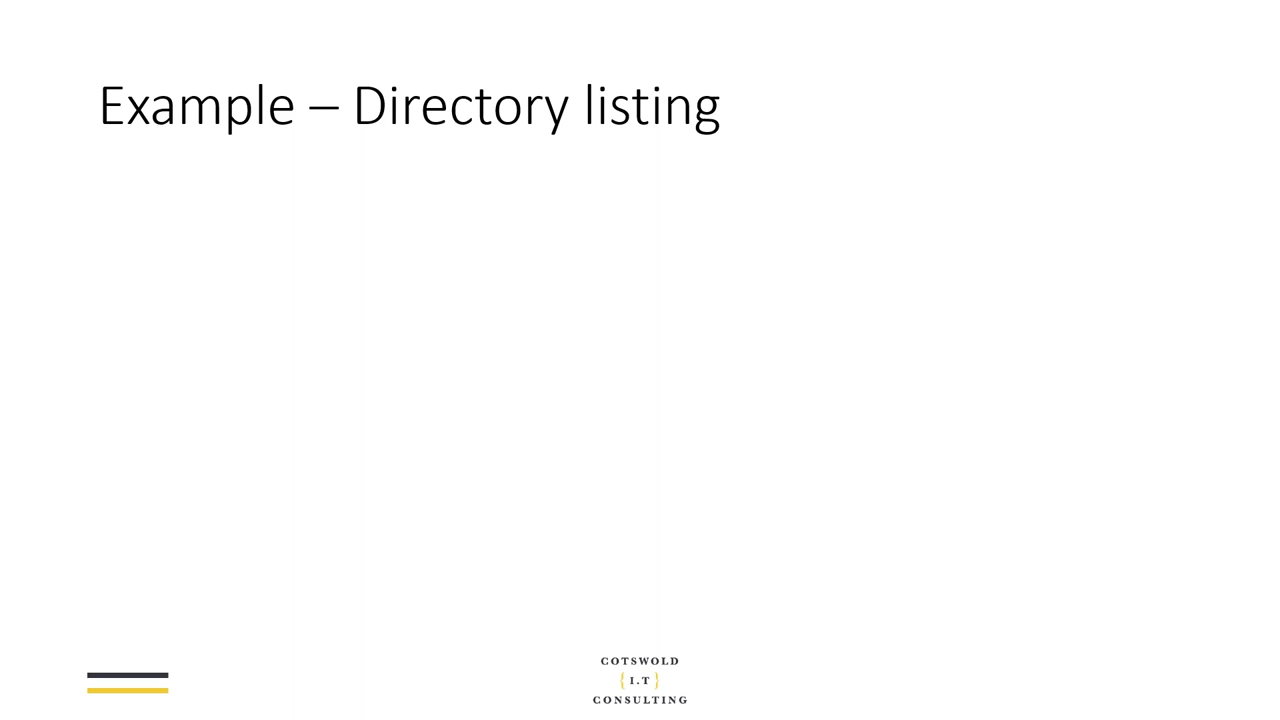 Example – Directory listing
COTSWOLD
{ I.T }
CONSULTING